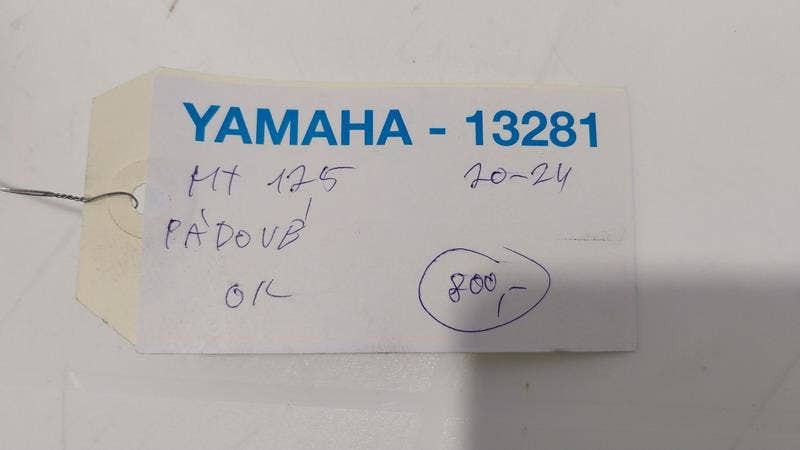 YAMAHA - 13281
MT 125 20-24
PÁDOVÉ
OK 800,-